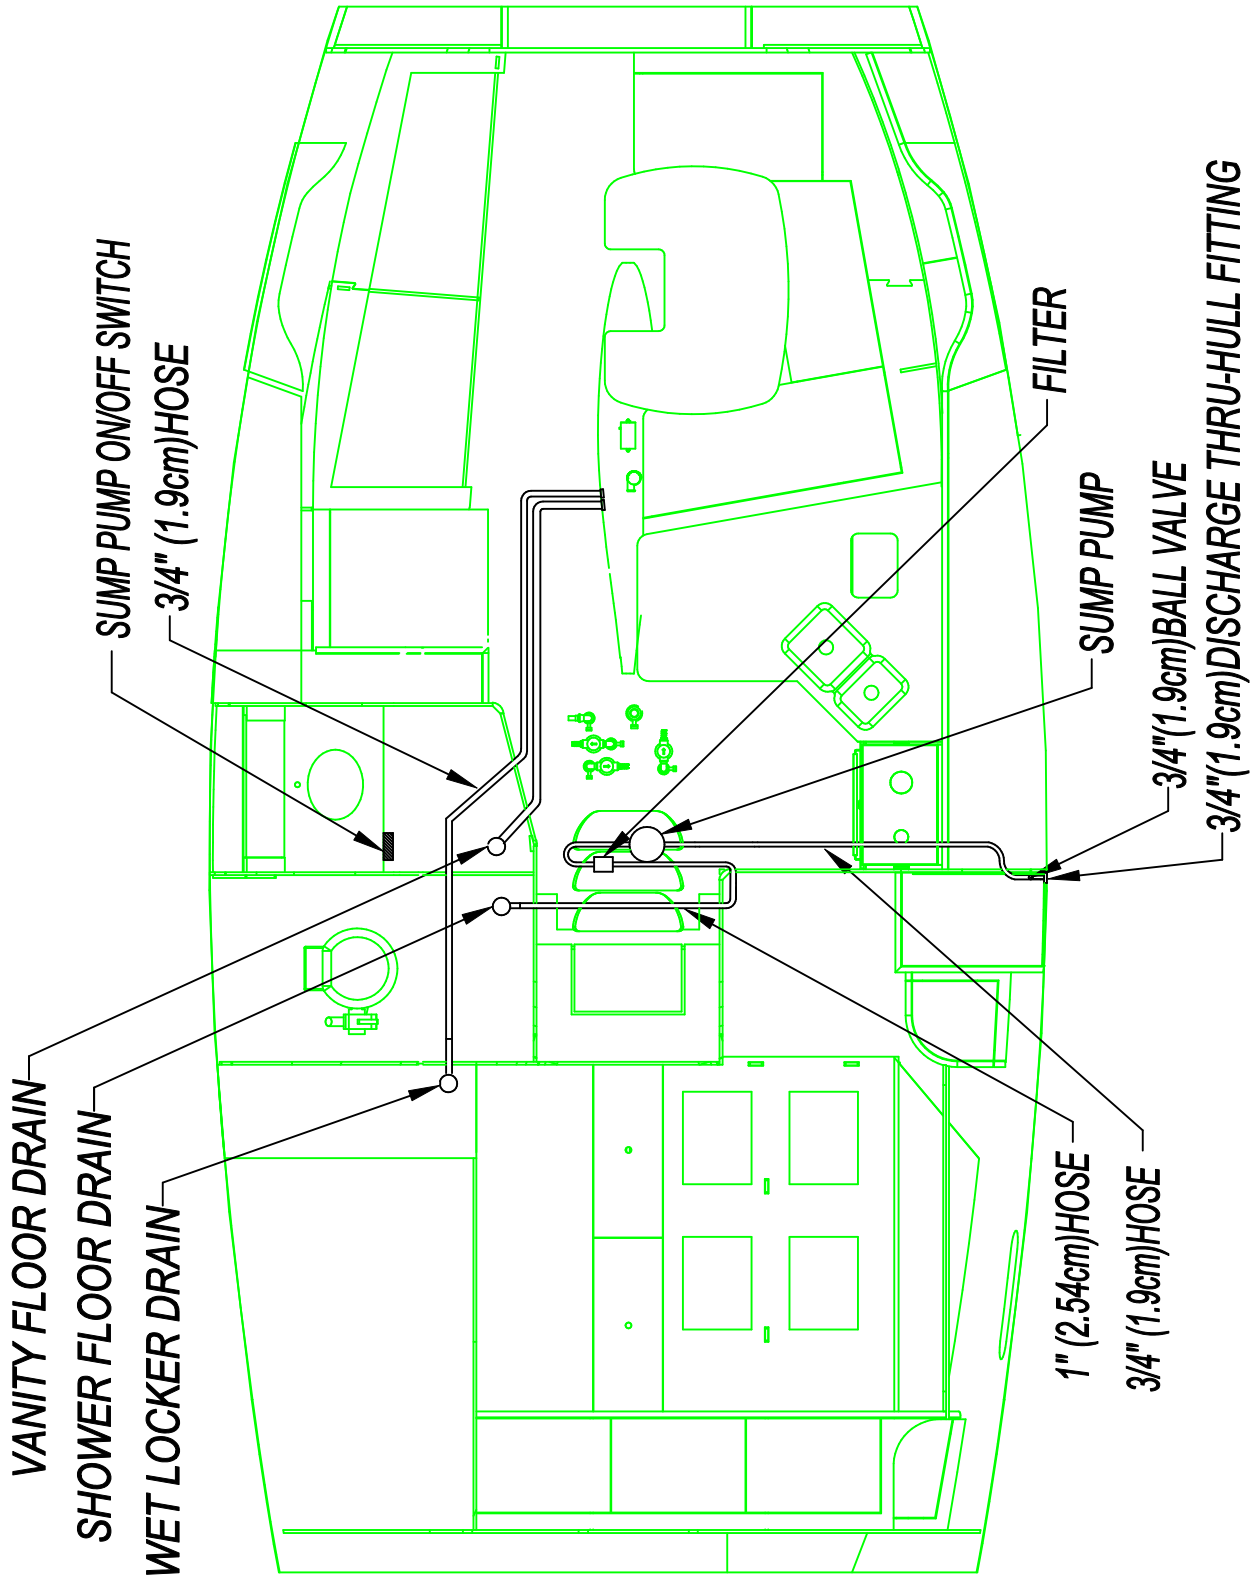 VANITY FLOOR DRAIN
SHOWER FLOOR DRAIN
WET LOCKER DRAIN
SUMP PUMP ON/OFF SWITCH
3/4" (1.9cm)HOSE
FILTER
SUMP PUMP
3/4"(1.9cm)BALL VALVE
3/4"(1.9cm)DISCHARGE THRU-HULL FITTING
1" (2.54cm)HOSE
3/4" (1.9cm)HOSE